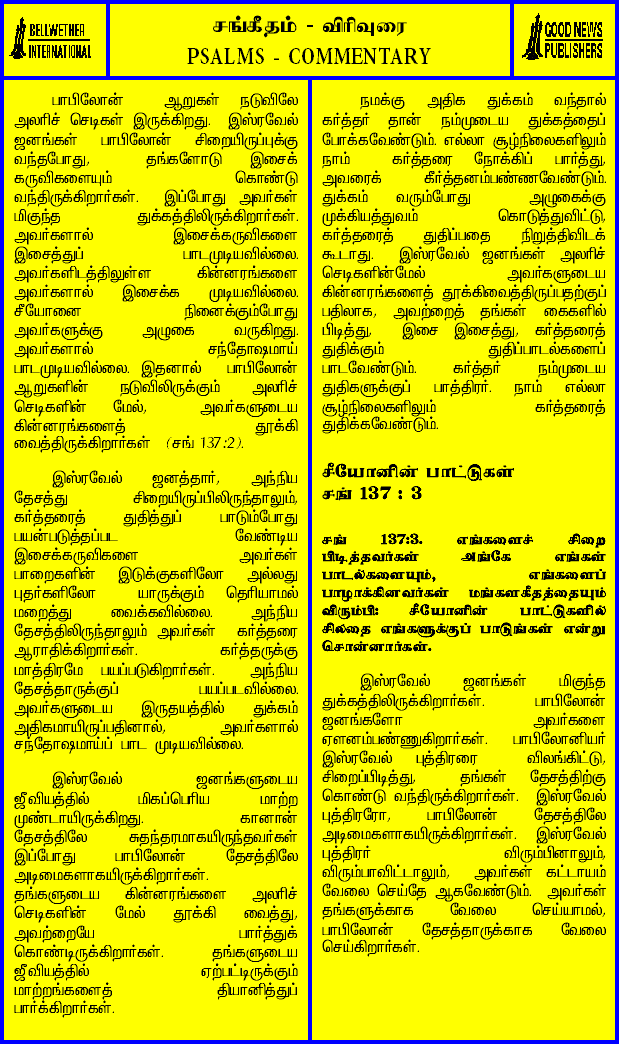 BELLWETHER
INTERNATIONAL
சங்கீதம் - விரிவுரை
PSALMS - COMMENTARY
GOOD NEWS
PUBLISHERS
பாபிலோன் ஆறுகள் நடுவிலே
அலரிச் செடிகள் இருக்கிறது. இஸ்ரவேல்
ஜனங்கள் பாபிலோன் சிறையிருப்புக்கு
வந்தபோது, தங்களோடு இசைக்
கருவிகளையும் கொண்டு
வந்திருக்கிறார்கள். இப்போது அவர்கள்
மிகுந்த துக்கத்திலிருக்கிறார்கள்.
அவர்களால் இசைக்கருவிகளை
இசைத்துப் பாடமுடியவில்லை.
அவர்களிடத்திலுள்ள கின்னரங்களை
அவர்களால் இசைக்க முடியவில்லை.
சீயோனை நினைக்கும்போது
அவர்களுக்கு அழுகை வருகிறது.
அவர்களால் சந்தோஷமாய்
பாடமுடியவில்லை. இதனால் பாபிலோன்
ஆறுகளின் நடுவிலிருக்கும் அலரிச்
செடிகளின் மேல், அவர்களுடைய
கின்னரங்களைத் தூக்கி
வைத்திருக்கிறார்கள் (சங் 137:2).
இஸ்ரவேல் ஜனத்தார், அந்நிய
தேசத்து சிறையிருப்பிலிருந்தாலும்,
கர்த்தரைத் துதித்துப் பாடும்போது
பயன்படுத்தப்பட வேண்டிய
இசைக்கருவிகளை அவர்கள்
பாறைகளின் இடுக்குகளிலோ அல்லது
புதர்களிலோ யாருக்கும் தெரியாமல்
மறைத்து வைக்கவில்லை. அந்நிய
தேசத்திலிருந்தாலும் அவர்கள் கர்த்தரை
ஆராதிக்கிறார்கள். கர்த்தருக்கு
மாத்திரமே பயப்படுகிறார்கள். அந்நிய
தேசத்தாருக்குப் பயப்படவில்லை.
அவர்களுடைய இருதயத்தில் துக்கம்
அதிகமாயிருப்பதினால், அவர்களால்
சந்தோஷமாய்ப் பாட முடியவில்லை.
இஸ்ரவேல் ஜனங்களுடைய
ஜீவியத்தில் மிகப்பெரிய மாற்ற
முண்டாயிருக்கிறது. கானான்
தேசத்திலே சுதந்தரமாகயிருந்தவர்கள்
இப்போது பாபிலோன் தேசத்திலே
அடிமைகளாகயிருக்கிறார்கள்.
தங்களுடைய கின்னரங்களை அலரிச்
செடிகளின் மேல் தூக்கி வைத்து,
அவற்றையே பார்த்துக்
கொண்டிருக்கிறார்கள். தங்களுடைய
ஜீவியத்தில் ஏற்பட்டிருக்கும்
மாற்றங்களைத் தியானித்துப்
பார்க்கிறார்கள்.
நமக்கு அதிக துக்கம் வந்தால்
கர்த்தர் தான் நம்முடைய துக்கத்தைப்
போக்கவேண்டும். எல்லா சூழ்நிலைகளிலும்
நாம் கர்த்தரை நோக்கிப் பார்த்து,
அவரைக் கீர்த்தனம்பண்ணவேண்டும்.
துக்கம் வரும்போது அழுகைக்கு
முக்கியத்துவம் கொடுத்துவிட்டு,
கர்த்தரைத் துதிப்பதை நிறுத்திவிடக்
கூடாது. இஸ்ரவேல் ஜனங்கள் அலரிச்
செடிகளின்மேல் அவர்களுடைய
கின்னரங்களைத் தூக்கிவைத்திருப்பதற்குப்
பதிலாக, அவற்றைத் தங்கள் கைகளில்
பிடித்து, இசை இசைத்து, கர்த்தரைத்
துதிக்கும் துதிப்பாடல்களைப்
பாடவேண்டும். கர்த்தர் நம்முடைய
துதிகளுக்குப் பாத்திரர். நாம் எல்லா
சூழ்நிலைகளிலும் கர்த்தரைத்
துதிக்கவேண்டும்.
சீயோனின் பாட்டுகள்
சங் 137 : 3
சங் 137:3. எங்களைச் சிறை
பிடித்தவர்கள் அங்கே எங்கள்
பாடல்களையும், எங்களைப்
பாழாக்கினவர்கள் மங்களகீதத்தையும்
விரும்பி: சீயோனின் பாட்டுகளில்
சிலதை எங்களுக்குப் பாடுங்கள் என்று
சொன்னார்கள்.
இஸ்ரவேல் ஜனங்கள் மிகுந்த
துக்கத்திலிருக்கிறார்கள். பாபிலோன்
ஜனங்களோ அவர்களை
ஏளனம்பண்ணுகிறார்கள். பாபிலோனியர்
இஸ்ரவேல் புத்திரரை விலங்கிட்டு,
சிறைப்பிடித்து, தங்கள் தேசத்திற்கு
கொண்டு வந்திருக்கிறார்கள். இஸ்ரவேல்
புத்திரரோ, பாபிலோன் தேசத்திலே
அடிமைகளாகயிருக்கிறார்கள். இஸ்ரவேல்
புத்திரர் விரும்பினாலும்,
விரும்பாவிட்டாலும், அவர்கள் கட்டாயம்
வேலை செய்தே ஆகவேண்டும். அவர்கள்
தங்களுக்காக வேலை செய்யாமல்,
பாபிலோன் தேசத்தாருக்காக வேலை
செய்கிறார்கள்.